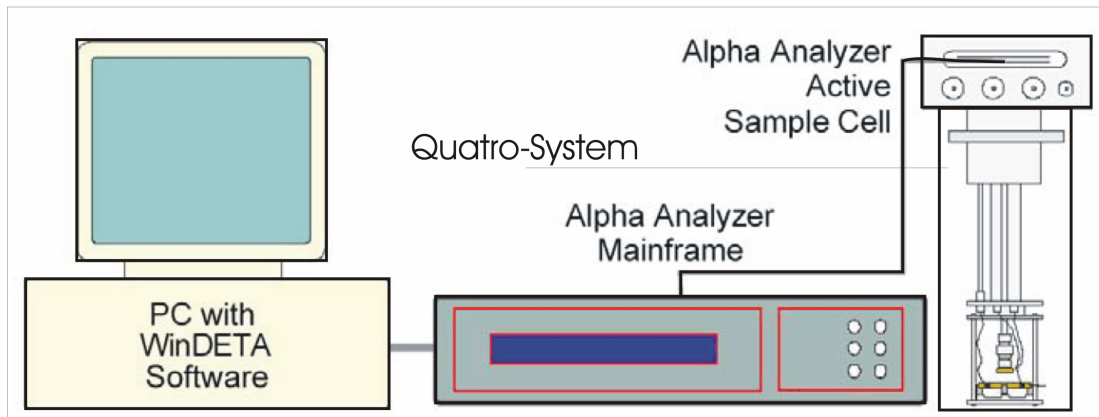 Alpha Analyzer
Active
Sample Cell
Quatro-System
Alpha Analyzer
Mainframe
PC with
WinDETA
Software